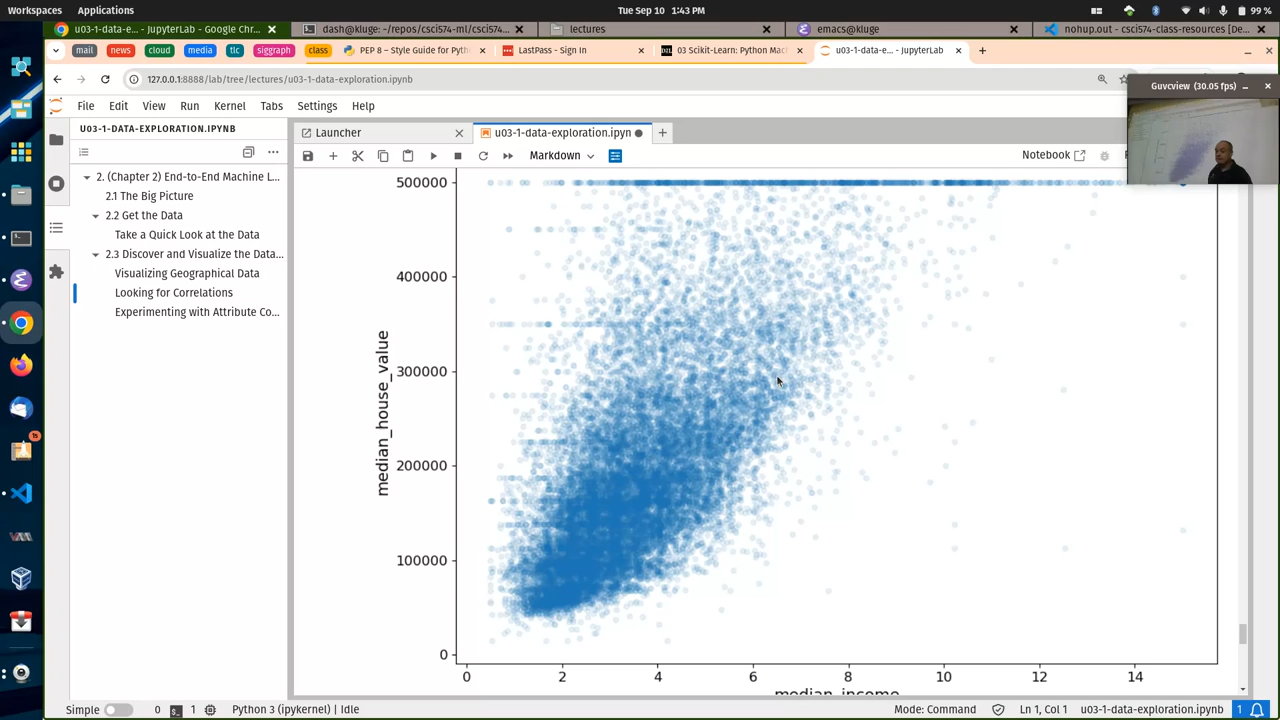 Workspaces Applications Tue Sep 10 1:43 PM 99 %
u03-1-data-e... - JupyterLab - Google Chr... dash@kluge: ~/repos/csci574-ml/csci574... lectures emacs@kluge nohup.out - csci574-class-resources [De...
mail news cloud media tlc siggraph class PEP 8 – Style Guide for Pyth LastPass - Sign In 03 Scikit-Learn: Python Mac u03-1-data-e... - JupyterLab
127.0.0.1:8888/lab/tree/lectures/u03-1-data-exploration.ipynb
Guvcview (30.05 fps)
File Edit View Run Kernel Tabs Settings Help
U03-1-DATA-EXPLORATION.IPYNB
Launcher
u03-1-data-exploration.ipyn
Markdown
Notebook
2. (Chapter 2) End-to-End Machine L...
2.1 The Big Picture
2.2 Get the Data
Take a Quick Look at the Data
2.3 Discover and Visualize the Data...
Visualizing Geographical Data
Looking for Correlations
Experimenting with Attribute Co...
500000
400000
300000
200000
100000
0
median_house_value
0 2 4 6 8 10 12 14
median_income
15
Simple 0 1 Python 3 (ipykernel) | Idle Mode: Command Ln 1, Col 1 u03-1-data-exploration.ipynb 1